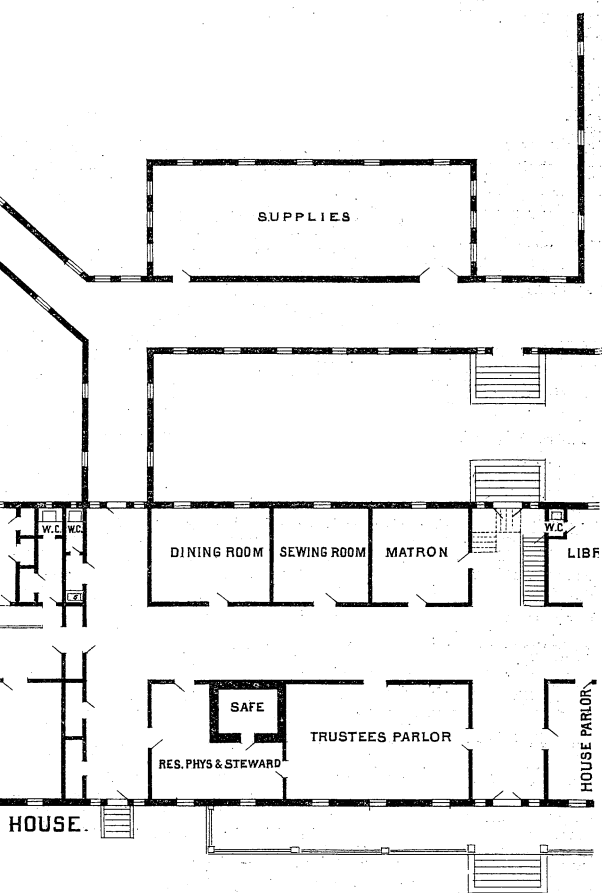 SUPPLIES
W.C.
W.C.
W.C
DINING ROOM
SEWING ROOM
MATRON
LIBR
SAFE
TRUSTEES PARLOR
RES. PHYS & STEWARD
HOUSE PARLOR
HOUSE.